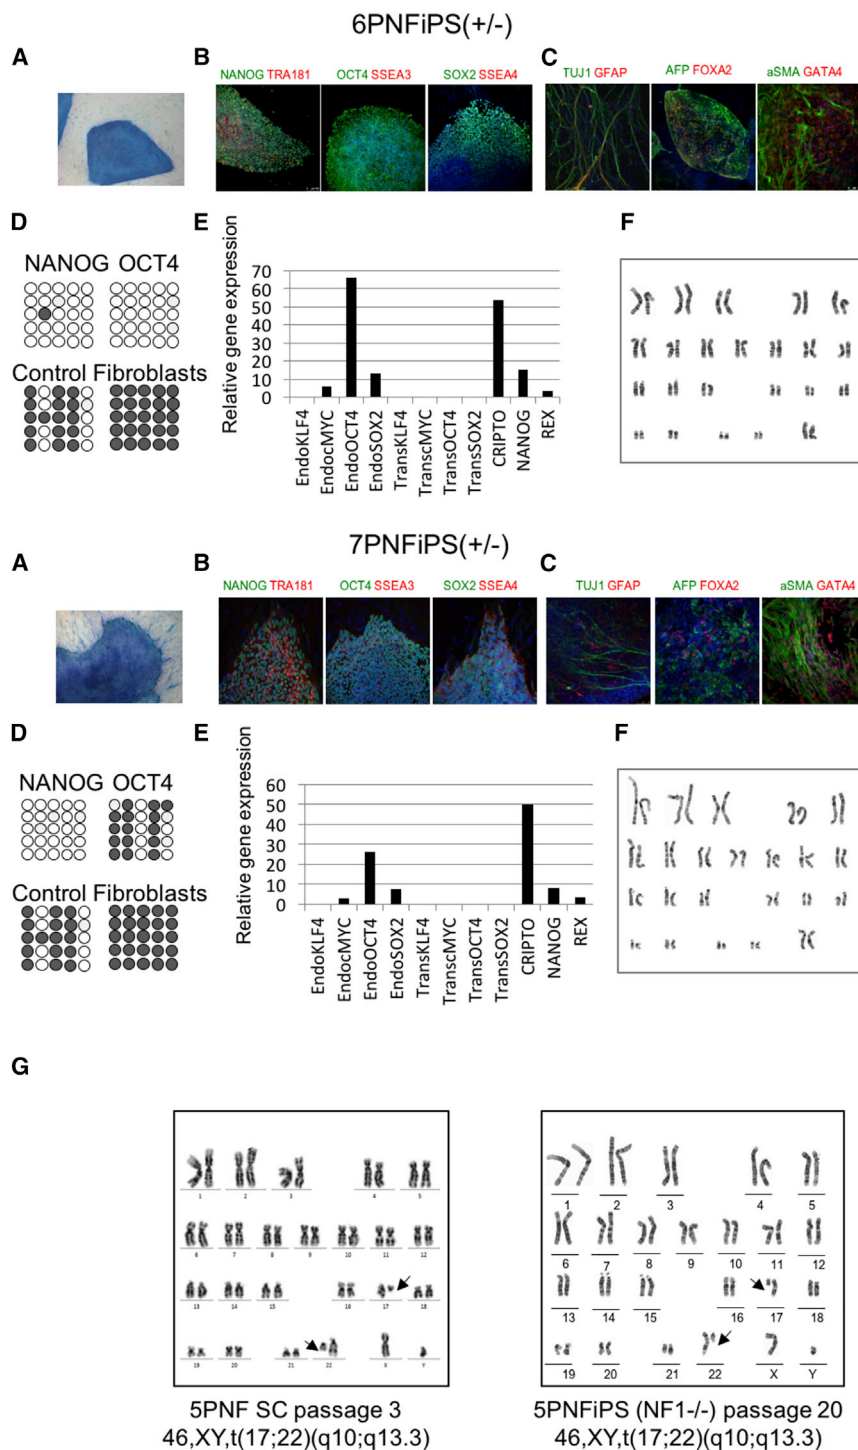 6PNFiPS(+/-)
A
B
C
NANOG TRA181
OCT4 SSEA3
SOX2 SSEA4
TUJ1 GFAP
AFP FOXA2
aSMA GATA4
D
E
F
NANOG OCT4
Control Fibroblasts
Relative gene expression
70
60
50
40
30
20
10
0
EndoKLF4
EndocMYC
EndoOCT4
EndoSOX2
TransKLF4
TranscMYC
TransOCT4
TransSOX2
CRIPTO
NANOG
REX
7PNFiPS(+/-)
A
B
C
NANOG TRA181
OCT4 SSEA3
SOX2 SSEA4
TUJ1 GFAP
AFP FOXA2
aSMA GATA4
D
E
F
NANOG OCT4
Control Fibroblasts
Relative gene expression
60
50
40
30
20
10
0
EndoKLF4
EndocMYC
EndoOCT4
EndoSOX2
TransKLF4
TranscMYC
TransOCT4
TransSOX2
CRIPTO
NANOG
REX
G
1 2 3 4 5
6 7 8 9 10 11 12
13 14 15 16 17 18
19 20 21 22 X Y
5PNF SC passage 3
46,XY,t(17;22)(q10;q13.3)
1 2 3 4 5
6 7 8 9 10 11 12
13 14 15 16 17 18
19 20 21 22 X Y
5PNFiPS (NF1-/-) passage 20
46,XY,t(17;22)(q10;q13.3)